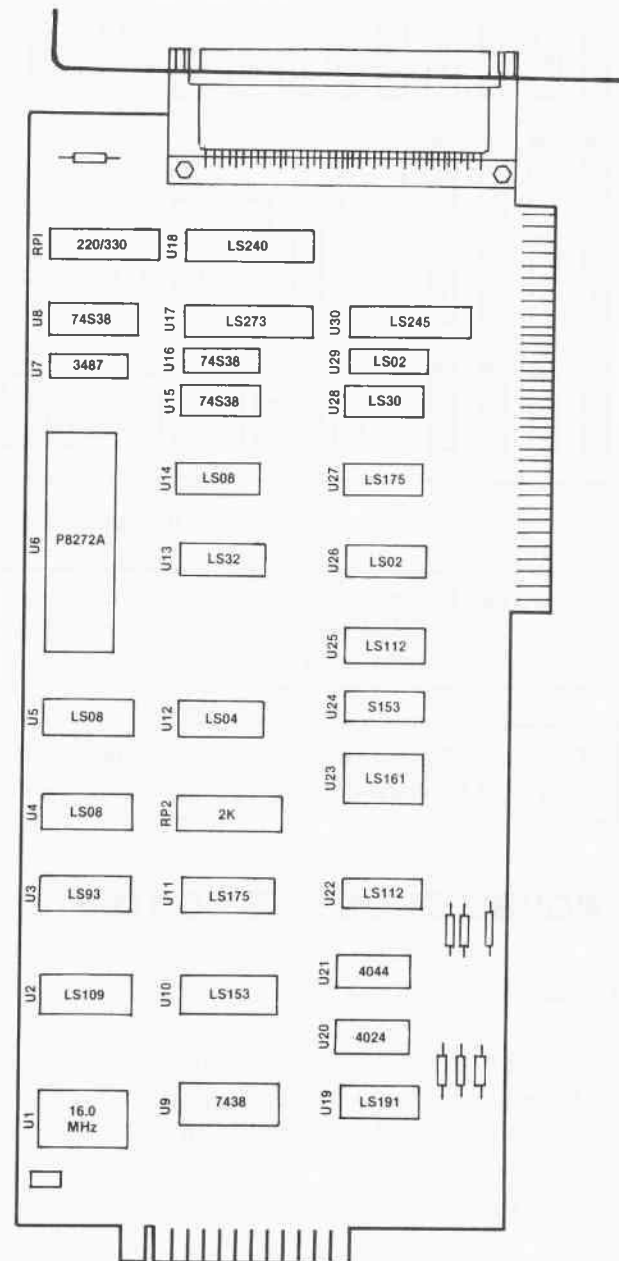 RP1 220/330 U18 LS240
U8 74S38 U17 LS273 U30 LS245
U7 3487 U16 74S38 U29 LS02
U15 74S38 U28 LS30
U14 LS08 U27 LS175
U6 P8272A U13 LS32 U26 LS02
U25 LS112
U5 LS08 U12 LS04 U24 S153
U23 LS161
U4 LS08 RP2 2K
U3 LS93 U11 LS175 U22 LS112
U21 4044
U2 LS109 U10 LS153
U20 4024
U1 16.0 U9 7438 U19 LS191
MHz